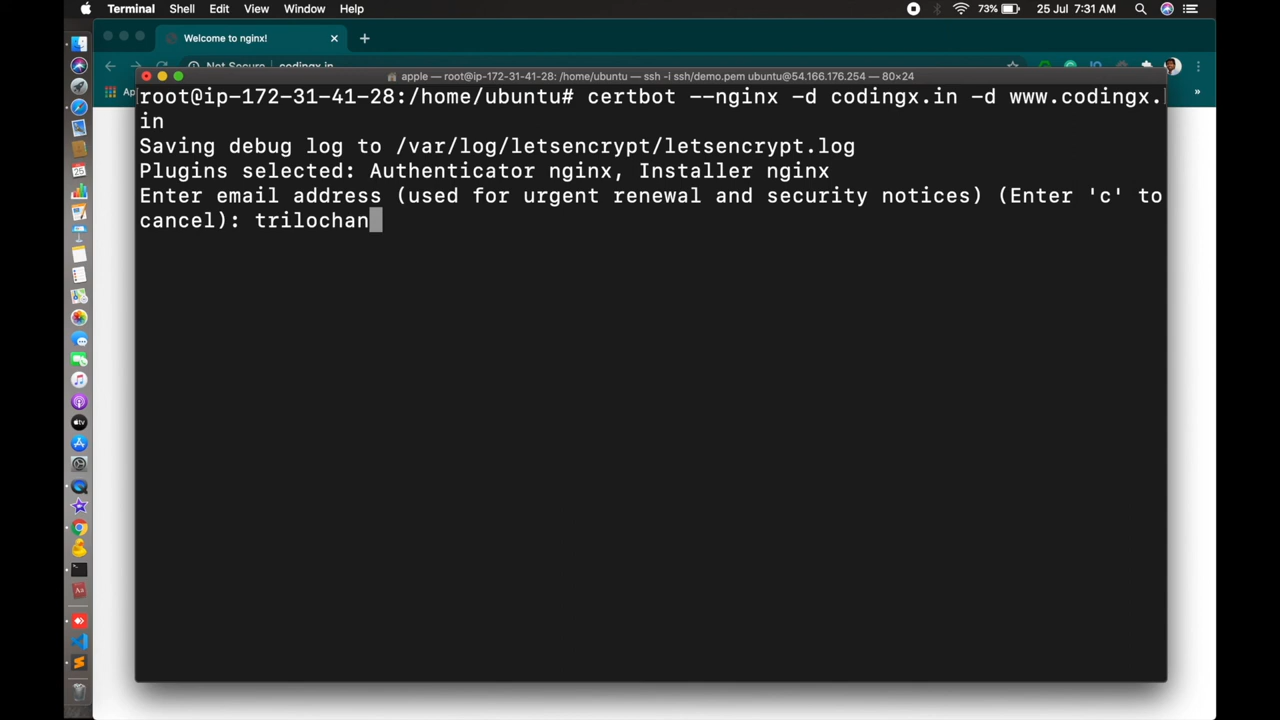 Terminal Shell Edit View Window Help 73% 25 Jul 7:31 AM
Welcome to nginx!
Not Secure codingx.in
apple — root@ip-172-31-41-28: /home/ubuntu — ssh -i ssh/demo.pem ubuntu@54.166.176.254 — 80×24
root@ip-172-31-41-28:/home/ubuntu# certbot --nginx -d codingx.in -d www.codingx.
in
Saving debug log to /var/log/letsencrypt/letsencrypt.log
Plugins selected: Authenticator nginx, Installer nginx
Enter email address (used for urgent renewal and security notices) (Enter 'c' to
cancel): trilochan